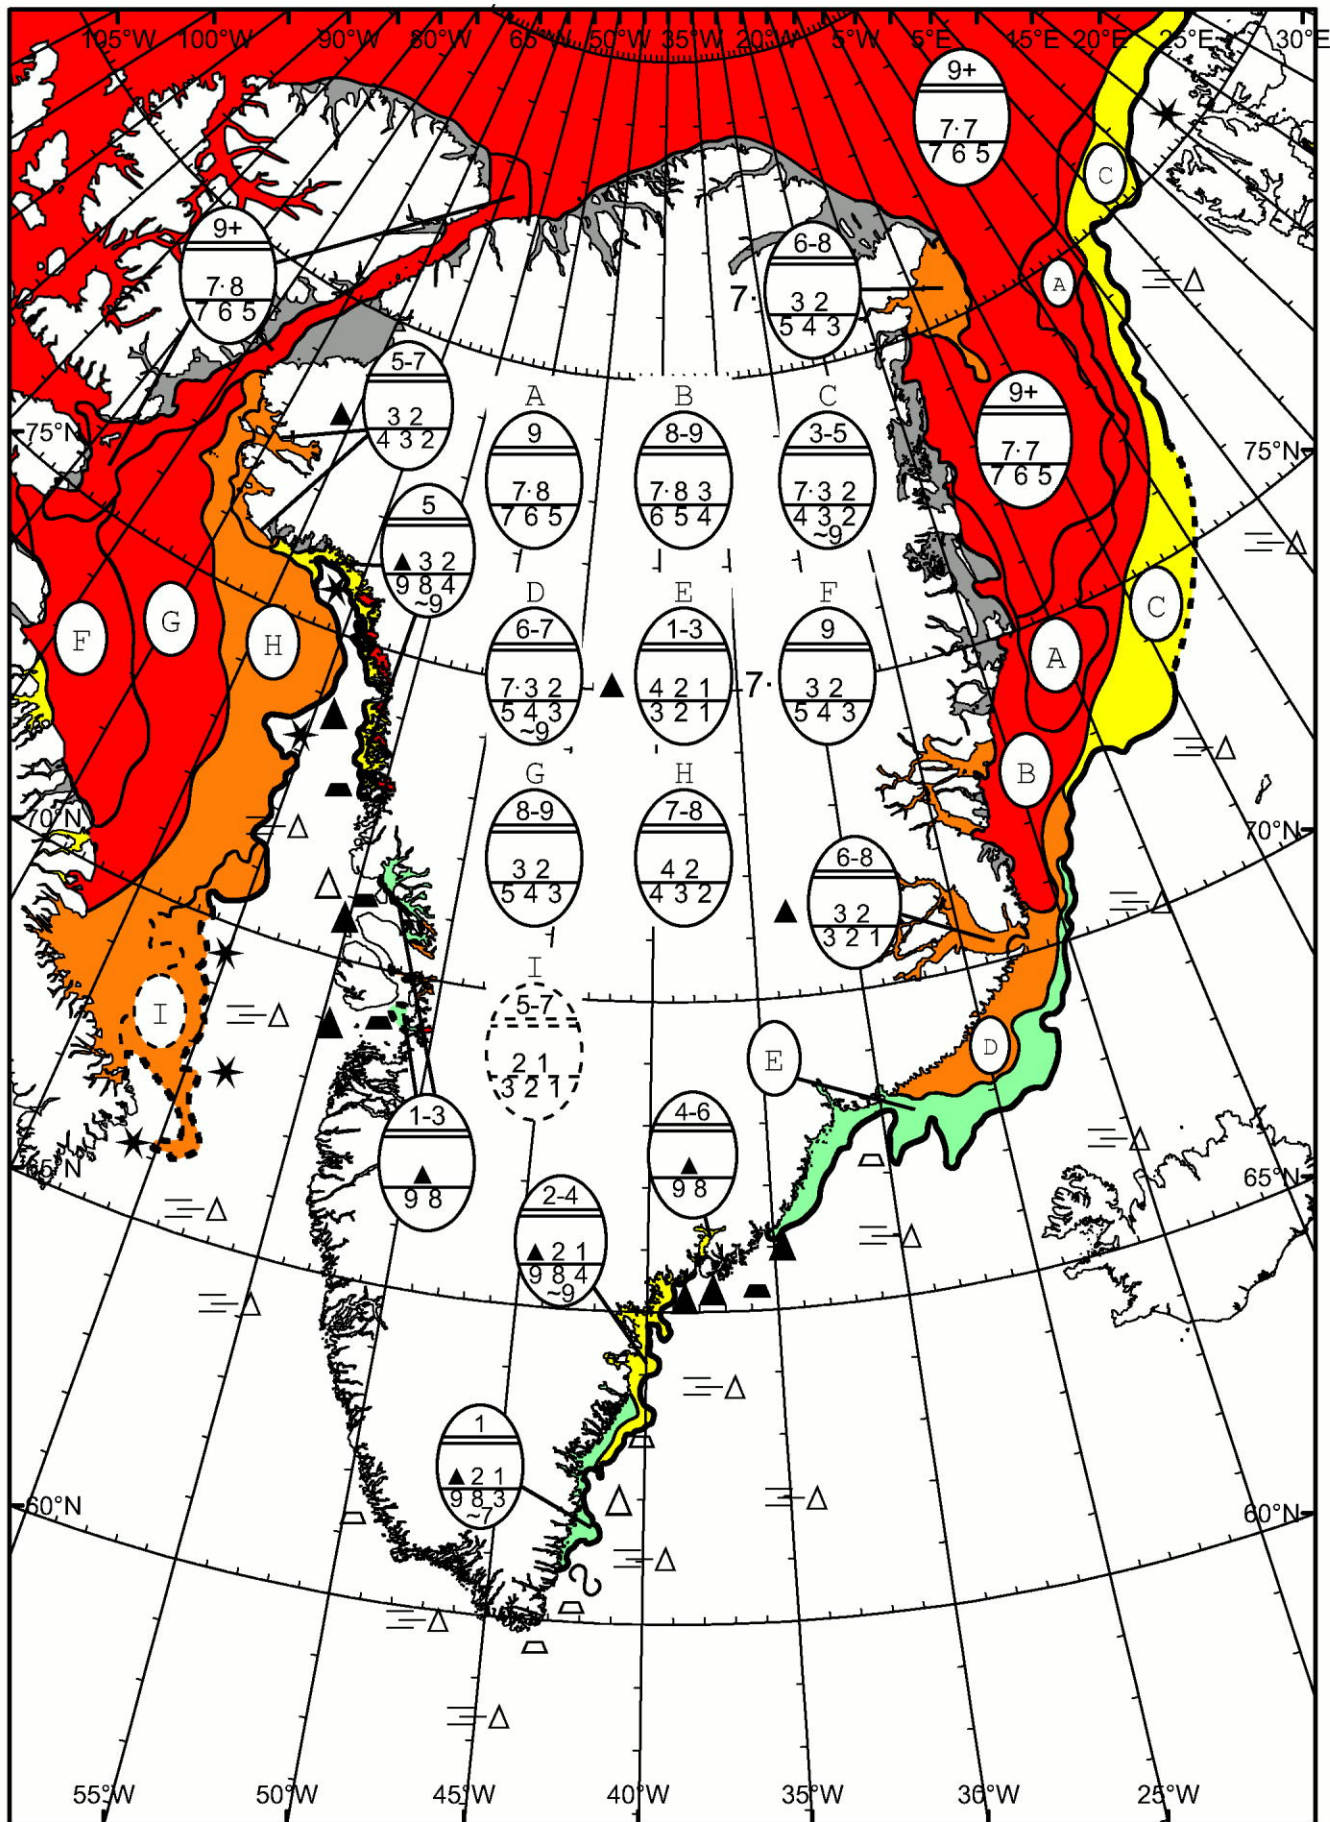 105°W 100°W 90°W 80°W 65°W 50°W 35°W 20°W 5°W 5°E 15°E 20°E 25°E 30°E
9+
7·7
7 6 5
C
9+
7·8
7 6 5
6-8
7·
3 2
5 4 3
A
5-7
3 2
4 3 2
9+
7·7
7 6 5
75°N
75°N
A
9
7·8
7 6 5
B
8-9
7·8 3
6 5 4
C
3-5
7·3 2
4 3 2
~9
5
▲ 3 2
9 8 4
~9
D
6-7
7·3 2
5 4 3
~9
E
1-3
4 2 1
3 2 1
F
9
7·
3 2
5 4 3
F
G
H
C
A
B
G
8-9
3 2
5 4 3
H
7-8
4 2
4 3 2
70°N
70°N
6-8
3 2
3 2 1
I
5-7
2 1
3 2 1
I
E
D
1-3
▲
9 8
4-6
▲
9 8
65°N
65°N
2-4
▲ 2 1
9 8 4
~9
1
▲ 2 1
9 8 3
~7
60°N
60°N
55°W 50°W 45°W 40°W 35°W 30°W 25°W